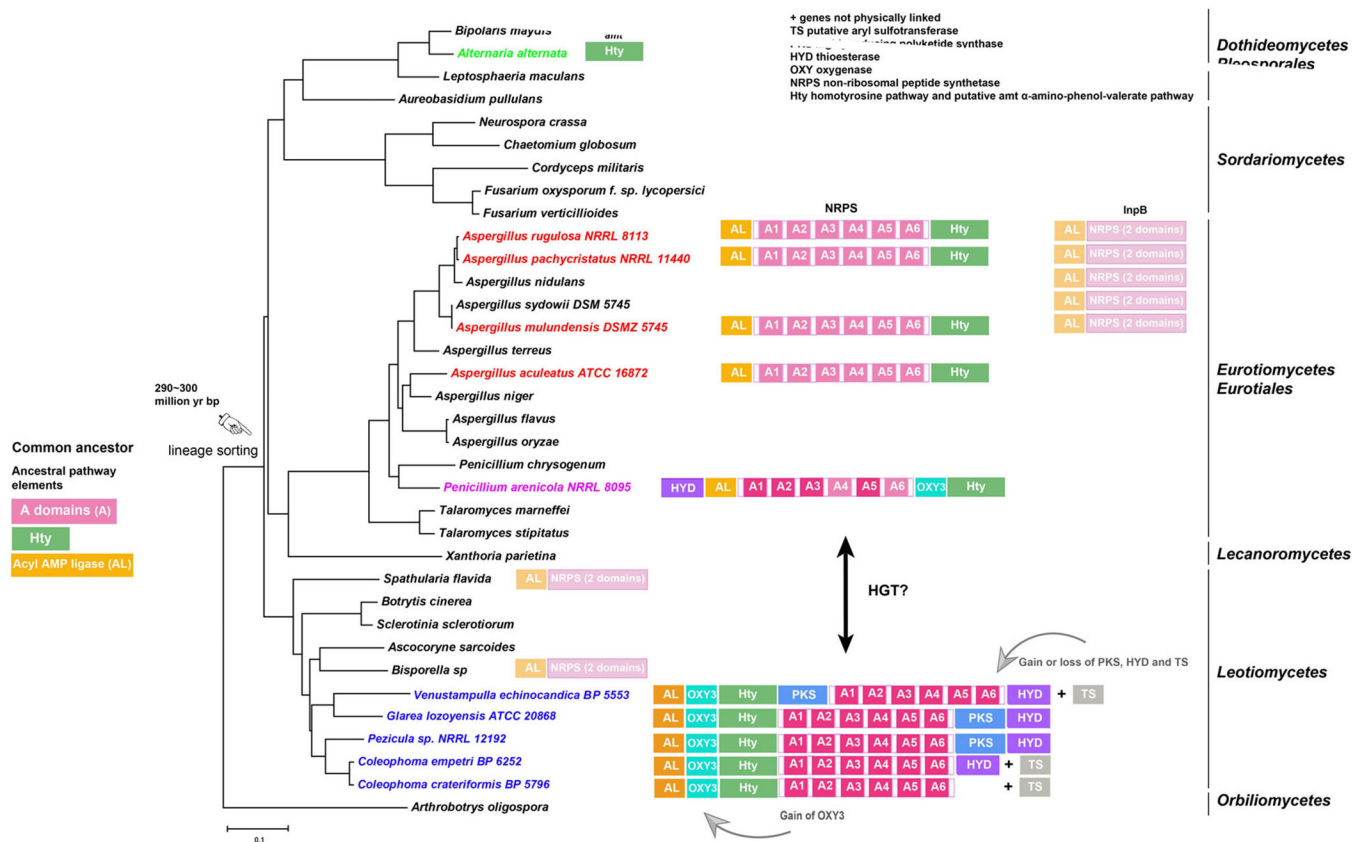 + genes not physically linked
TS putative aryl sulfotransferase
polyketide synthase
HYD thioesterase
OXY oxygenase
NRPS non-ribosomal peptide synthetase
Hty homotyrosine pathway and putative amt α-amino-phenol-valerate pathway
Bipolaris maydis
amt
Alternaria alternata
Hty
Leptosphaeria maculans
Aureobasidium pullulans
Dothideomycetes
Pleosporales
Neurospora crassa
Chaetomium globosum
Cordyceps militaris
Fusarium oxysporum f. sp. lycopersici
Fusarium verticillioides
Sordariomycetes
NRPS
InpB
Aspergillus rugulosa NRRL 8113
AL A1 A2 A3 A4 A5 A6 Hty
AL NRPS (2 domains)
Aspergillus pachycristatus NRRL 11440
AL A1 A2 A3 A4 A5 A6 Hty
AL NRPS (2 domains)
Aspergillus nidulans
AL NRPS (2 domains)
Aspergillus sydowii DSM 5745
AL NRPS (2 domains)
Aspergillus mulundensis DSMZ 5745
AL A1 A2 A3 A4 A5 A6 Hty
AL NRPS (2 domains)
Aspergillus terreus
Aspergillus aculeatus ATCC 16872
AL A1 A2 A3 A4 A5 A6 Hty
Aspergillus niger
Aspergillus flavus
Aspergillus oryzae
Penicillium chrysogenum
Penicillium arenicola NRRL 8095
HYD AL A1 A2 A3 A4 A5 A6 OXY3 Hty
Talaromyces marneffei
Talaromyces stipitatus
Eurotiomycetes
Eurotiales
Xanthoria parietina
Lecanoromycetes
290~300
million yr bp
lineage sorting
Common ancestor
Ancestral pathway
elements
A domains (A)
Hty
Acyl AMP ligase (AL)
Spathularia flavida
AL NRPS (2 domains)
Botrytis cinerea
Sclerotinia sclerotiorum
HGT?
Ascocoryne sarcoides
Bisporella sp
AL NRPS (2 domains)
Gain or loss of PKS, HYD and TS
Leotiomycetes
Venustampulla echinocandica BP 5553
AL OXY3 Hty PKS A1 A2 A3 A4 A5 A6 HYD + TS
Glarea lozoyensis ATCC 20868
AL OXY3 Hty A1 A2 A3 A4 A5 A6 PKS HYD
Pezicula sp. NRRL 12192
AL OXY3 Hty A1 A2 A3 A4 A5 A6 PKS HYD
Coleophoma empetri BP 6252
AL OXY3 Hty A1 A2 A3 A4 A5 A6 HYD + TS
Coleophoma crateriformis BP 5796
AL OXY3 Hty A1 A2 A3 A4 A5 A6 + TS
Arthrobotrys oligospora
Gain of OXY3
Orbiliomycetes
0.1